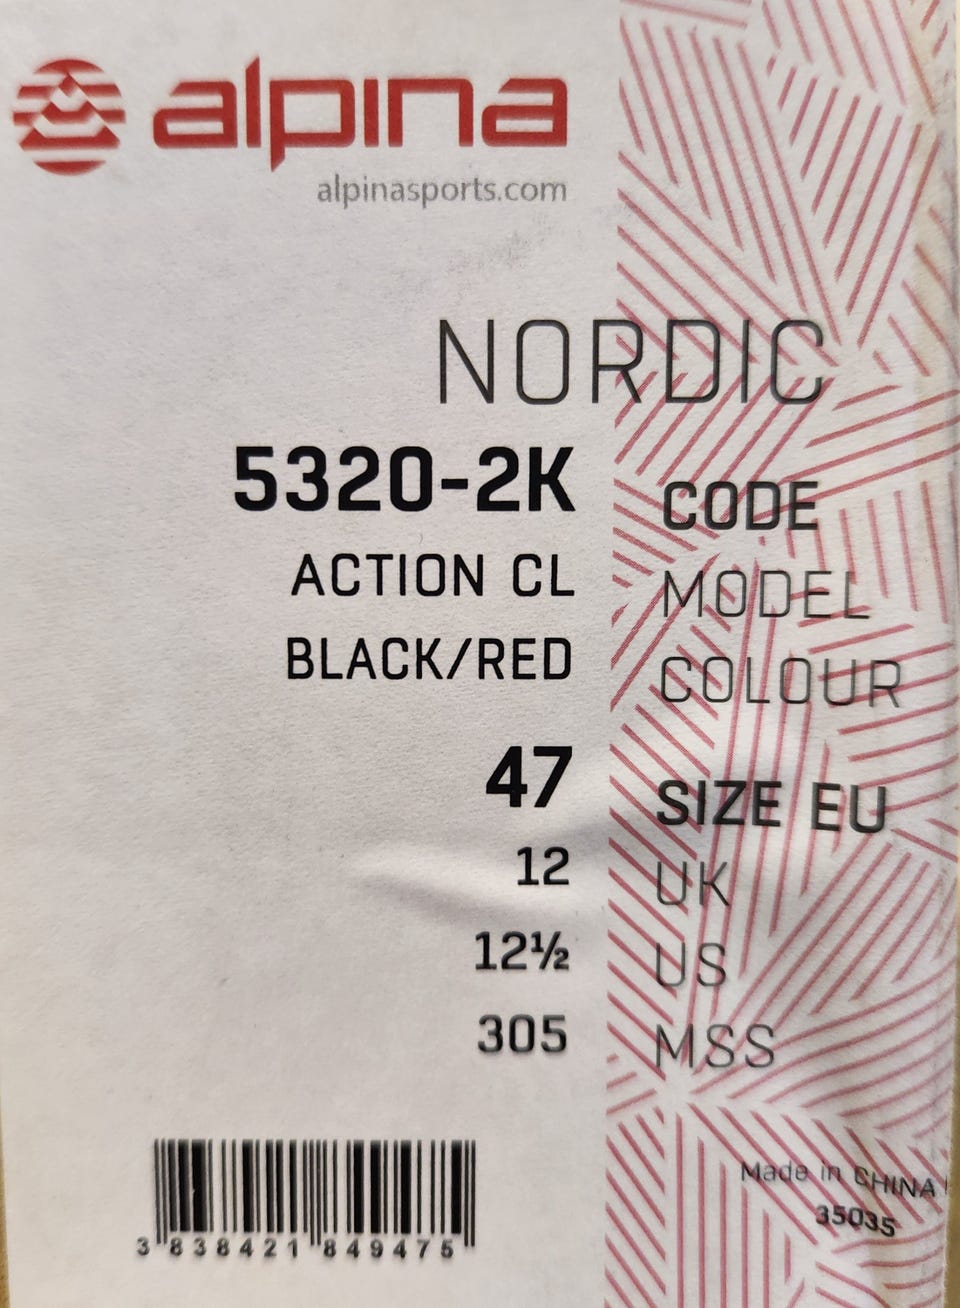 alpina
alpinasports.com
NORDIC
5320-2K CODE
ACTION CL MODEL
BLACK/RED COLOUR
47 SIZE EU
12 UK
12½ US
305 MSS
Made in CHINA
35035
3 838421 849475